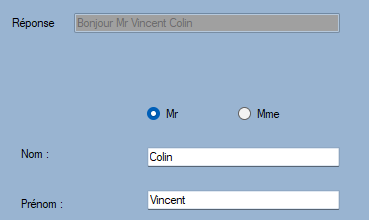 Réponse Bonjour Mr Vincent Colin
Mr Mme
Nom : Colin
Prénom : Vincent